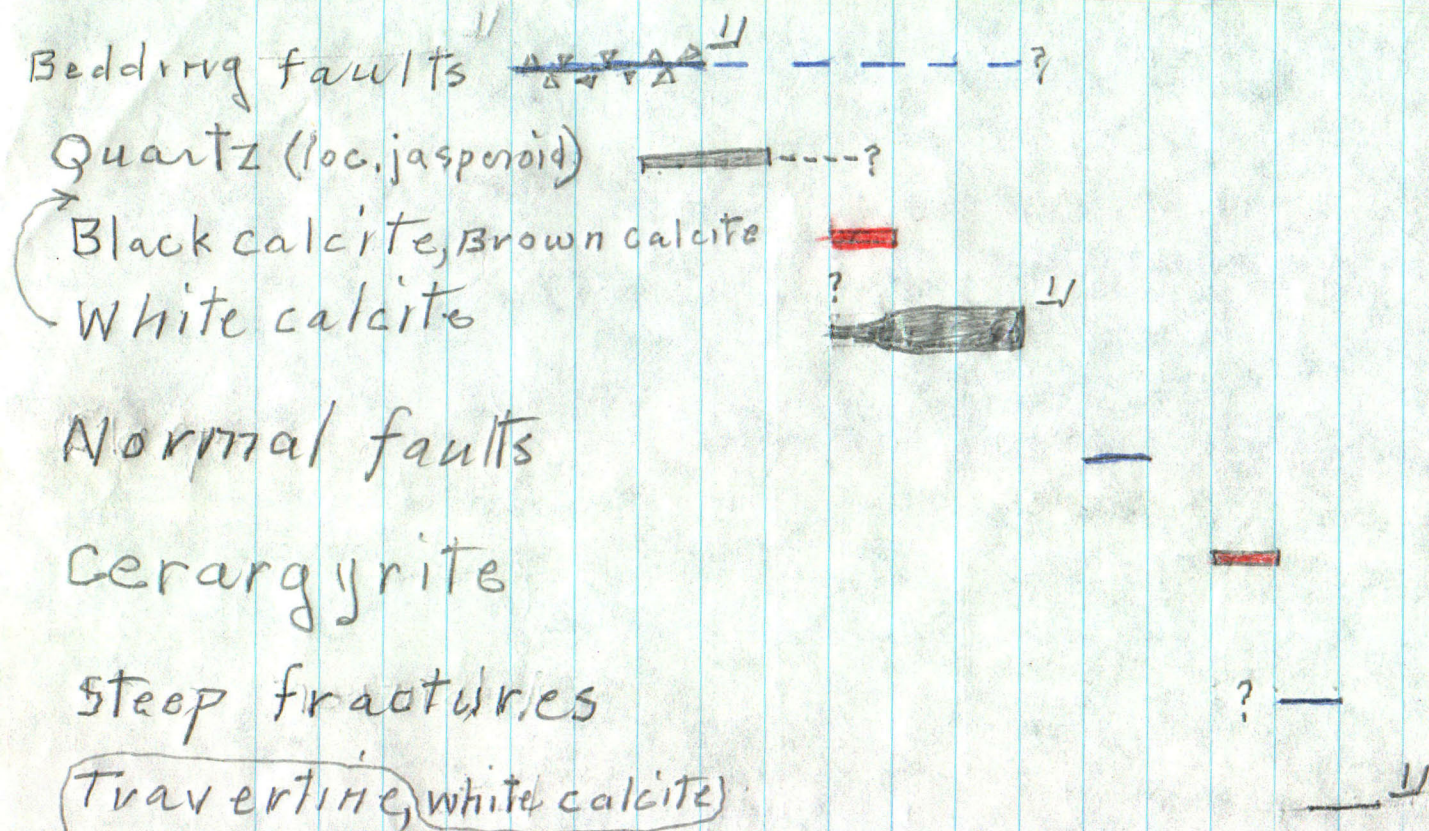 Bedding faults 1/ ?
Quartz (loc. jasperoid) ?
Black calcite, Brown calcite
?
White calcite 1/
Normal faults
Cerargyrite
Steep fractures ?
Travertine, white calcite 1/